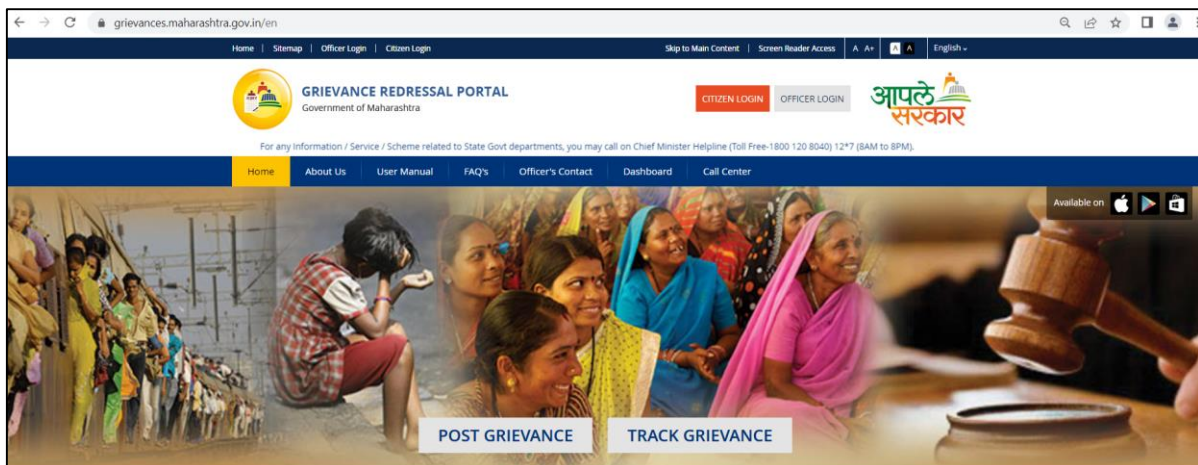 grievances.maharashtra.gov.in/en
Home | Sitemap | Officer Login | Citizen Login Skip to Main Content | Screen Reader Access | A A+ | A A English
GRIEVANCE REDRESSAL PORTAL
Government of Maharashtra
CITIZEN LOGIN OFFICER LOGIN
आपले
सरकार
For any Information / Service / Scheme related to State Govt departments, you may call on Chief Minister Helpline (Toll Free-1800 120 8040) 12*7 (8AM to 8PM).
Home About Us User Manual FAQ's Officer's Contact Dashboard Call Center
Available on
POST GRIEVANCE TRACK GRIEVANCE